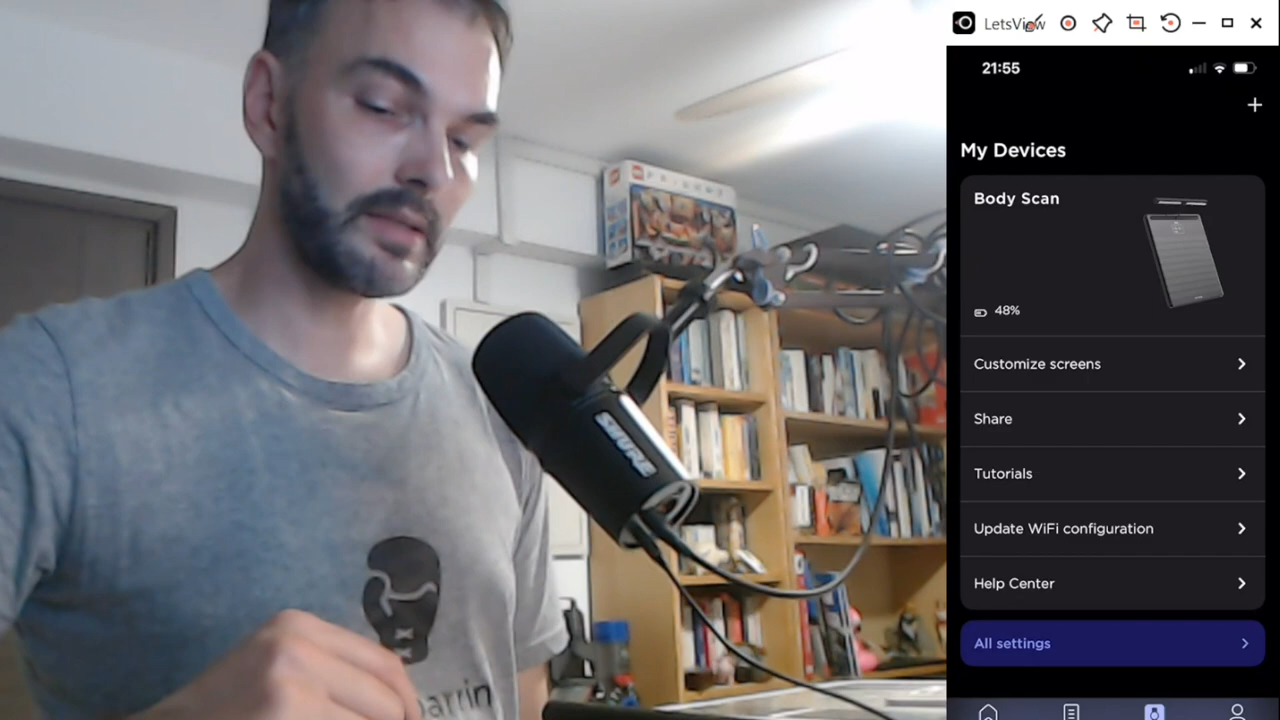 LetsView
21:55
+
My Devices
Body Scan
48%
Customize screens
Share
Tutorials
Update WiFi configuration
Help Center
All settings
SHURE
FRIENDS